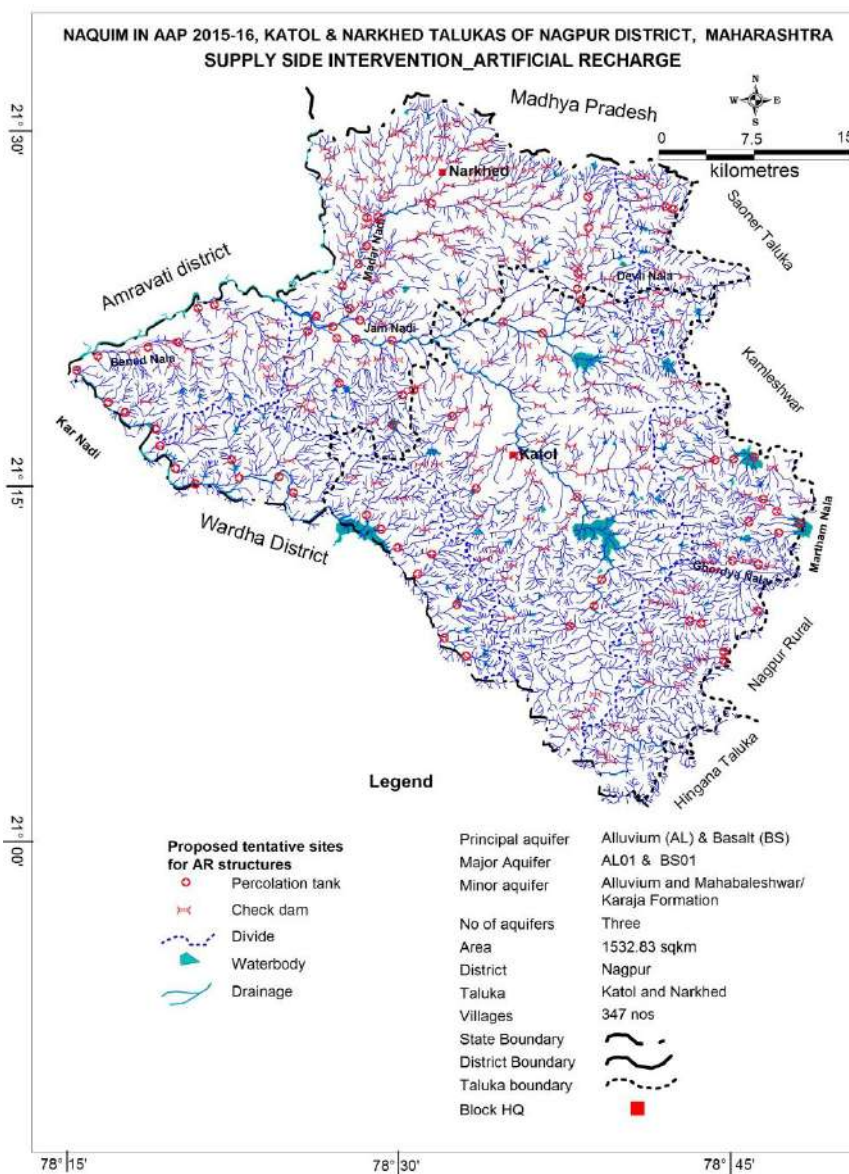 NAQUIM IN AAP 2015-16, KATOL & NARKHED TALUKAS OF NAGPUR DISTRICT, MAHARASHTRA
SUPPLY SIDE INTERVENTION_ARTIFICIAL RECHARGE
Madhya Pradesh
N
W E
S
21° 30'
0 7.5 15
kilometres
Narkhed
Saoner Taluka
Madar Nadi
Amravati district
Devli Nala
Jam Nadi
Bened Nala
Kamleshwar
Kar Nadi
Katol
21° 15'
Wardha District
Martham Nala
Ghordya Nala
Nagpur Rural
Hingana Taluka
Legend
21° 00'
Proposed tentative sites
for AR structures
Percolation tank
Check dam
Divide
Waterbody
Drainage
Principal aquifer Alluvium (AL) & Basalt (BS)
Major Aquifer AL01 & BS01
Minor aquifer Alluvium and Mahabaleshwar/
Karaja Formation
No of aquifers Three
Area 1532.83 sqkm
District Nagpur
Taluka Katol and Narkhed
Villages 347 nos
State Boundary
District Boundary
Taluka boundary
Block HQ
78° 15' 78° 30' 78° 45'